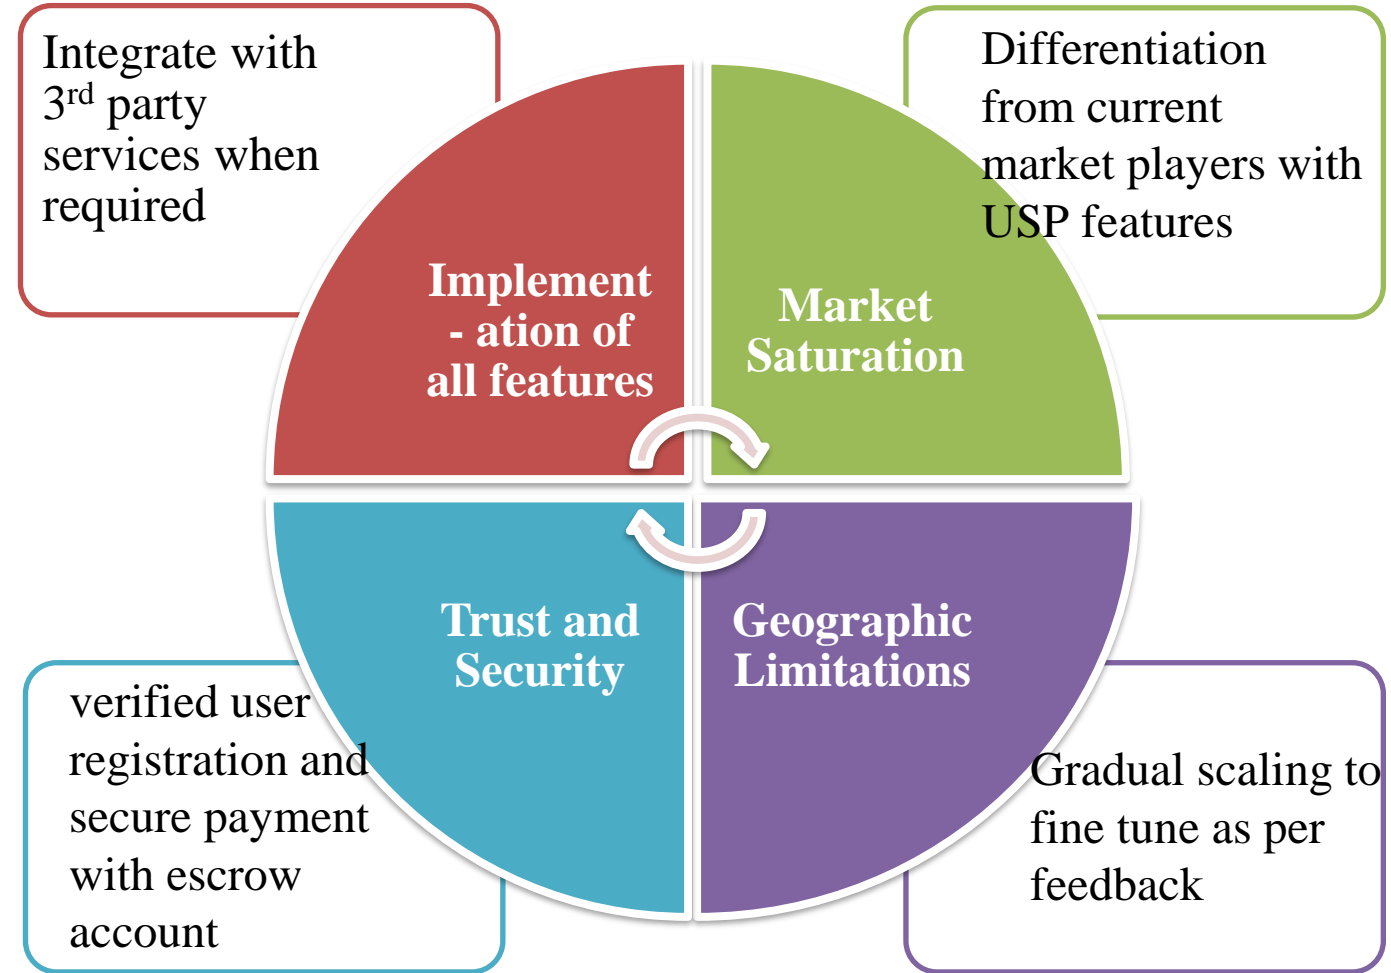 Integrate with
3rd party
services when
required
Differentiation
from current
market players with
USP features
Implement
- ation of
all features
Market
Saturation
Trust and
Security
Geographic
Limitations
verified user
registration and
secure payment
with escrow
account
Gradual scaling to
fine tune as per
feedback